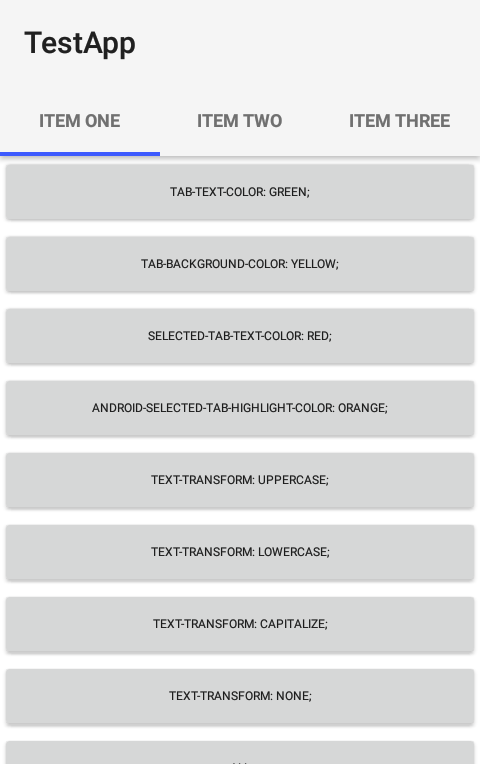 TestApp
ITEM ONE ITEM TWO ITEM THREE
TAB-TEXT-COLOR: GREEN;
TAB-BACKGROUND-COLOR: YELLOW;
SELECTED-TAB-TEXT-COLOR: RED;
ANDROID-SELECTED-TAB-HIGHLIGHT-COLOR: ORANGE;
TEXT-TRANSFORM: UPPERCASE;
TEXT-TRANSFORM: LOWERCASE;
TEXT-TRANSFORM: CAPITALIZE;
TEXT-TRANSFORM: NONE;